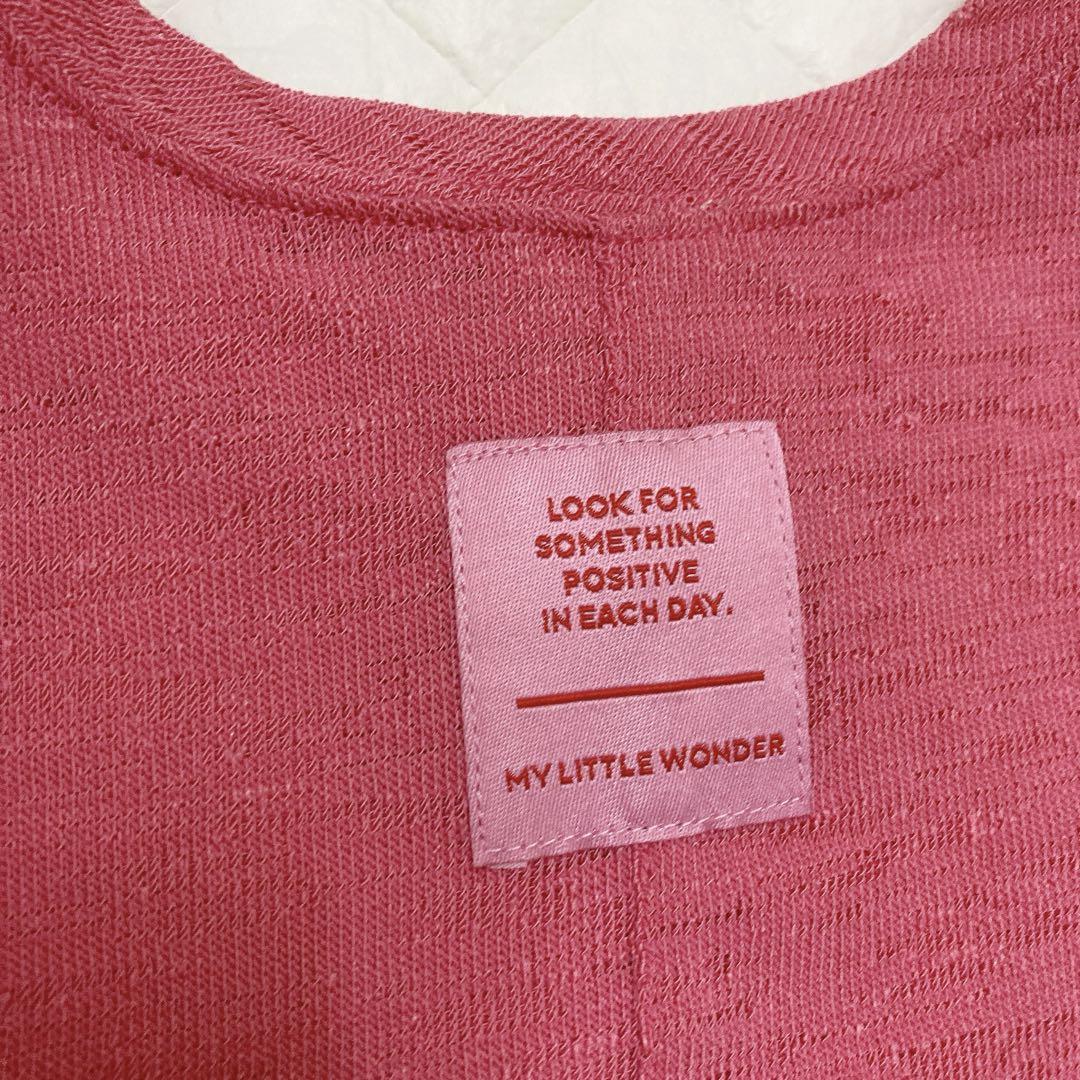 LOOK FOR
SOMETHING
POSITIVE
IN EACH DAY.
MY LITTLE WONDER